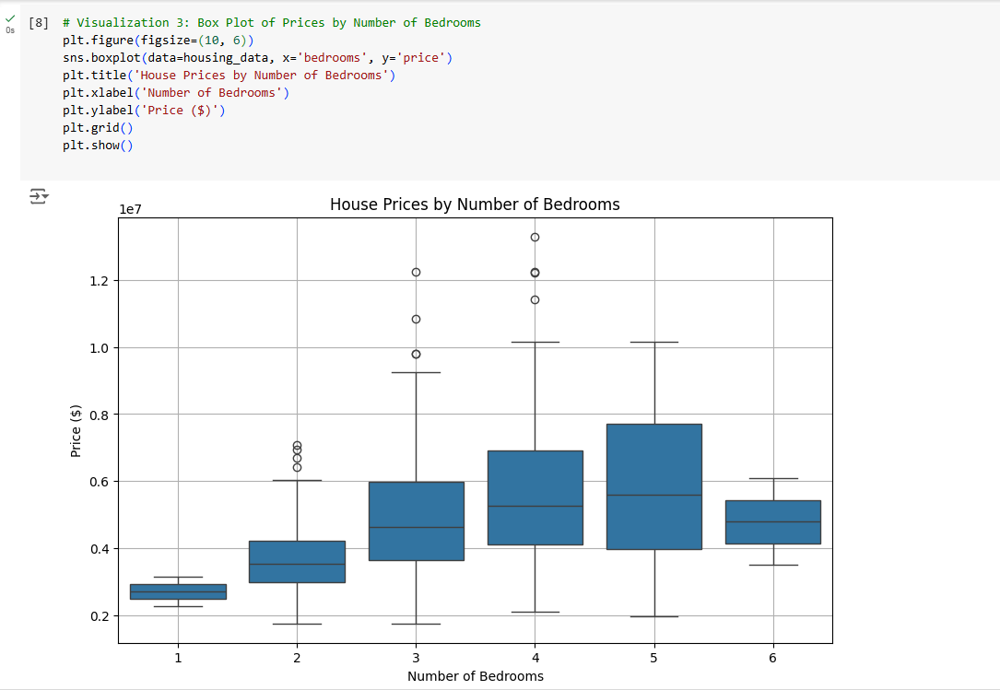 [8] # Visualization 3: Box Plot of Prices by Number of Bedrooms
0s
plt.figure(figsize=(10, 6))
sns.boxplot(data=housing_data, x='bedrooms', y='price')
plt.title('House Prices by Number of Bedrooms')
plt.xlabel('Number of Bedrooms')
plt.ylabel('Price ($)')
plt.grid()
plt.show()
House Prices by Number of Bedrooms
1e7
1.2
1.0
0.8
0.6
0.4
0.2
Price ($)
1 2 3 4 5 6
Number of Bedrooms